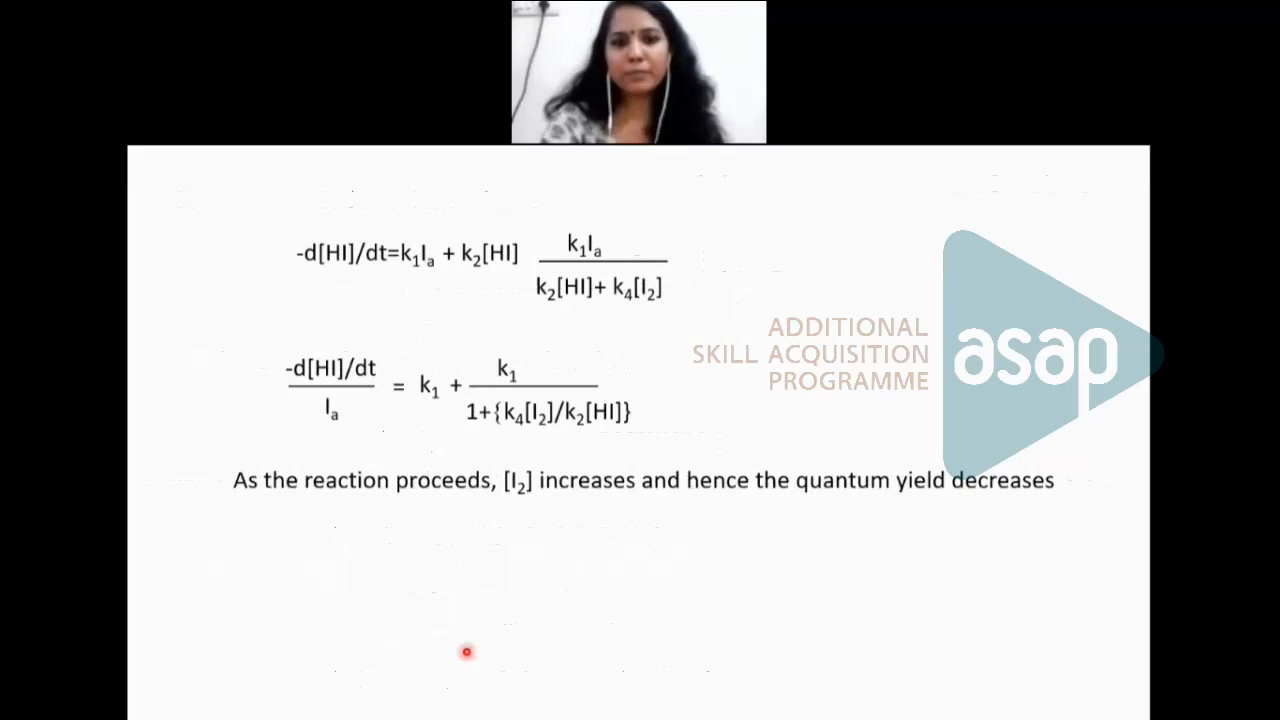 -d[HI]/dt=k₁Iₐ + k₂[HI] k₁Iₐ
k₂[HI]+ k₄[I₂]
-d[HI]/dt
Iₐ
= k₁ + k₁
1+{k₄[I₂]/k₂[HI]}
As the reaction proceeds, [I₂] increases and hence the quantum yield decreases
ADDITIONAL
SKILL ACQUISITION
PROGRAMME
asap